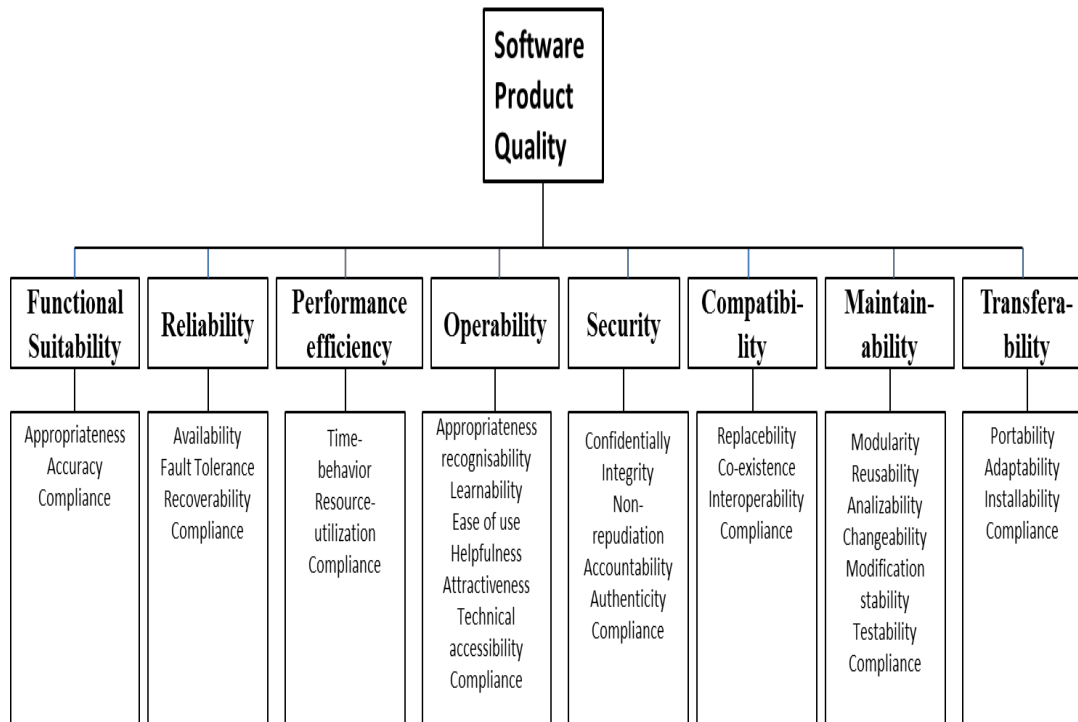 Software
Product
Quality
Functional
Suitability
Reliability
Performance
efficiency
Operability
Security
Compatibi-
lity
Maintain-
ability
Transfera-
bility
Appropriateness
Accuracy
Compliance
Availability
Fault Tolerance
Recoverability
Compliance
Time-
behavior
Resource-
utilization
Compliance
Appropriateness
recognisability
Learnability
Ease of use
Helpfulness
Attractiveness
Technical
accessibility
Compliance
Confidentially
Integrity
Non-
repudiation
Accountability
Authenticity
Compliance
Replacebility
Co-existence
Interoperability
Compliance
Modularity
Reusability
Analizability
Changeability
Modification
stability
Testability
Compliance
Portability
Adaptability
Installability
Compliance